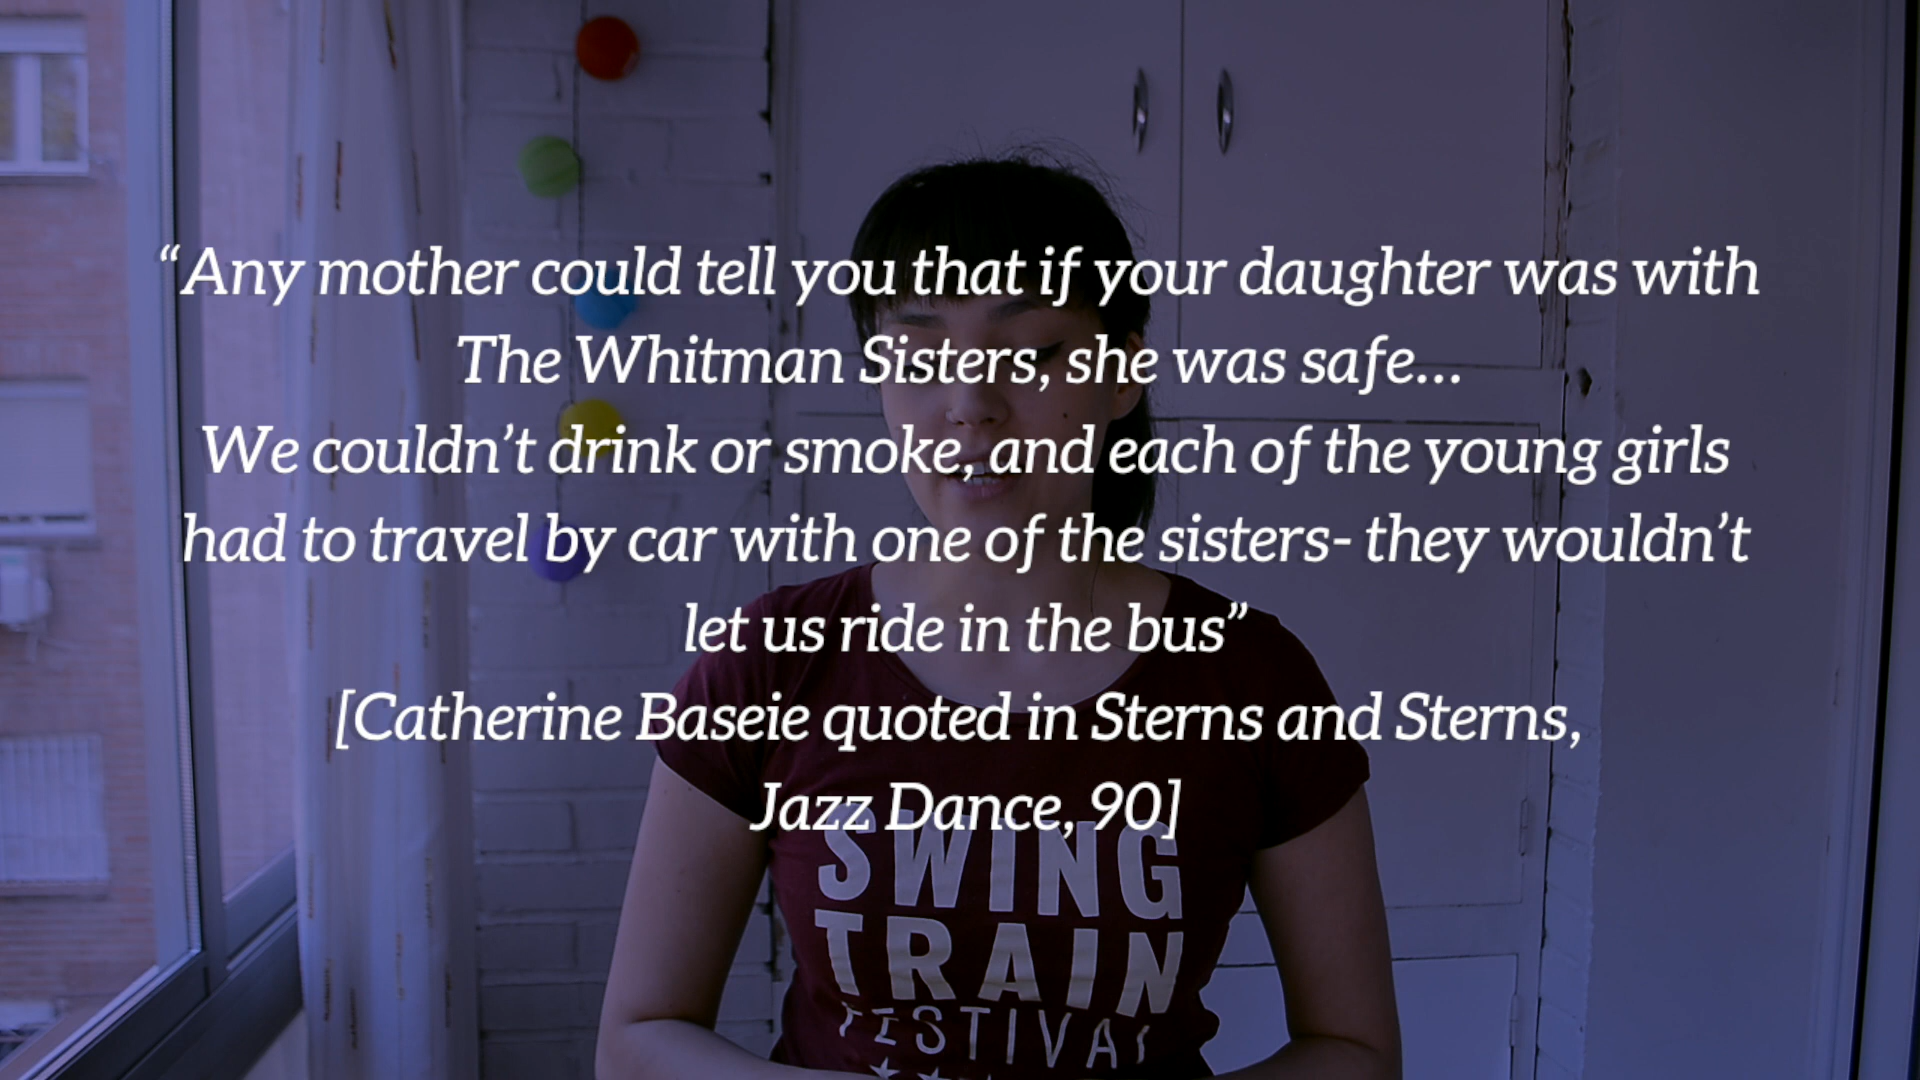 “Any mother could tell you that if your daughter was with
The Whitman Sisters, she was safe...
We couldn’t drink or smoke, and each of the young girls
had to travel by car with one of the sisters- they wouldn’t
let us ride in the bus”
[Catherine Baseie quoted in Sterns and Sterns,
Jazz Dance, 90]
SWING
TRAIN
FESTIVAL